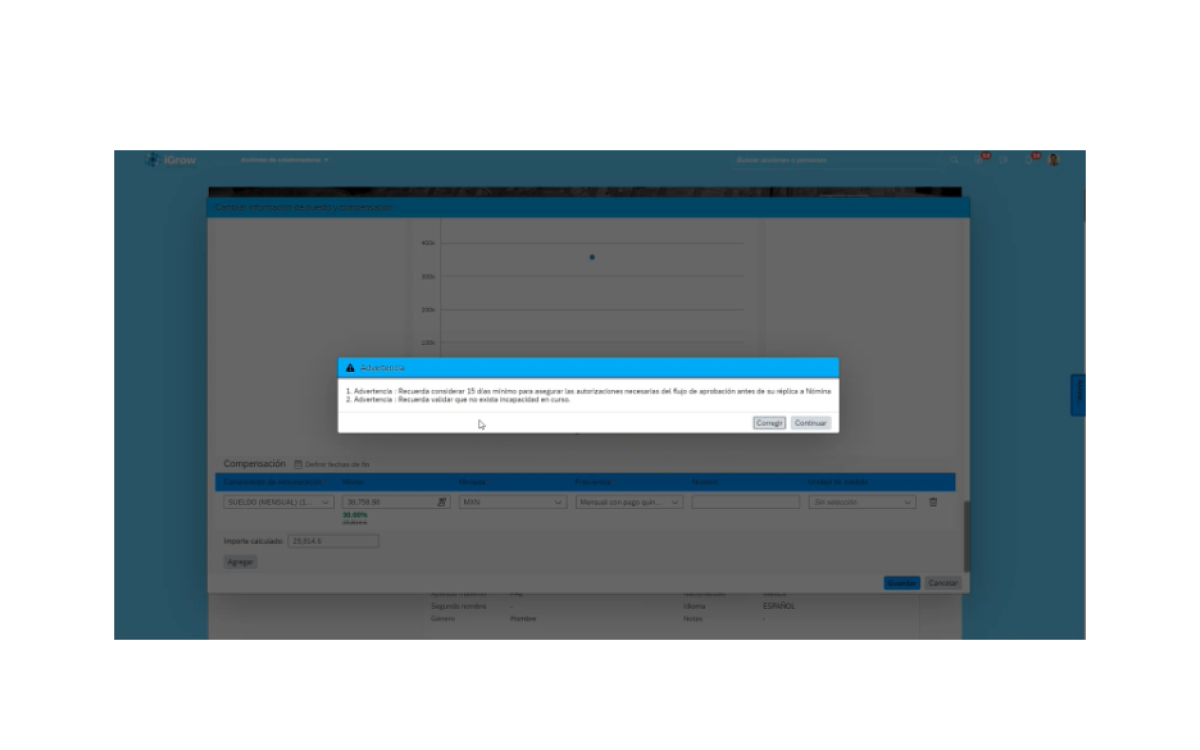 iGrow
Archivo de colaboradores
Buscar acciones o personas
Cambiar información de puesto y compensación
400k
300k
200k
100k
Advertencia
1. Advertencia : Recuerda considerar 15 días mínimo para asegurar las autorizaciones necesarias del flujo de aprobación antes de su réplica a Nómina
2. Advertencia : Recuerda validar que no exista incapacidad en curso.
Corregir Continuar
Compensación Definir fechas de fin
Componente de remuneración Monto Moneda Frecuencia Número Unidad de medida
SUELDO (MENSUAL) (1... 38,758.98 MXN Mensual con pago quin... Sin selección
30.00%
Importe calculado
Agregar
Guardar Cancelar
Segundo nombre - Idioma ESPAÑOL
Género Hombre Notas -